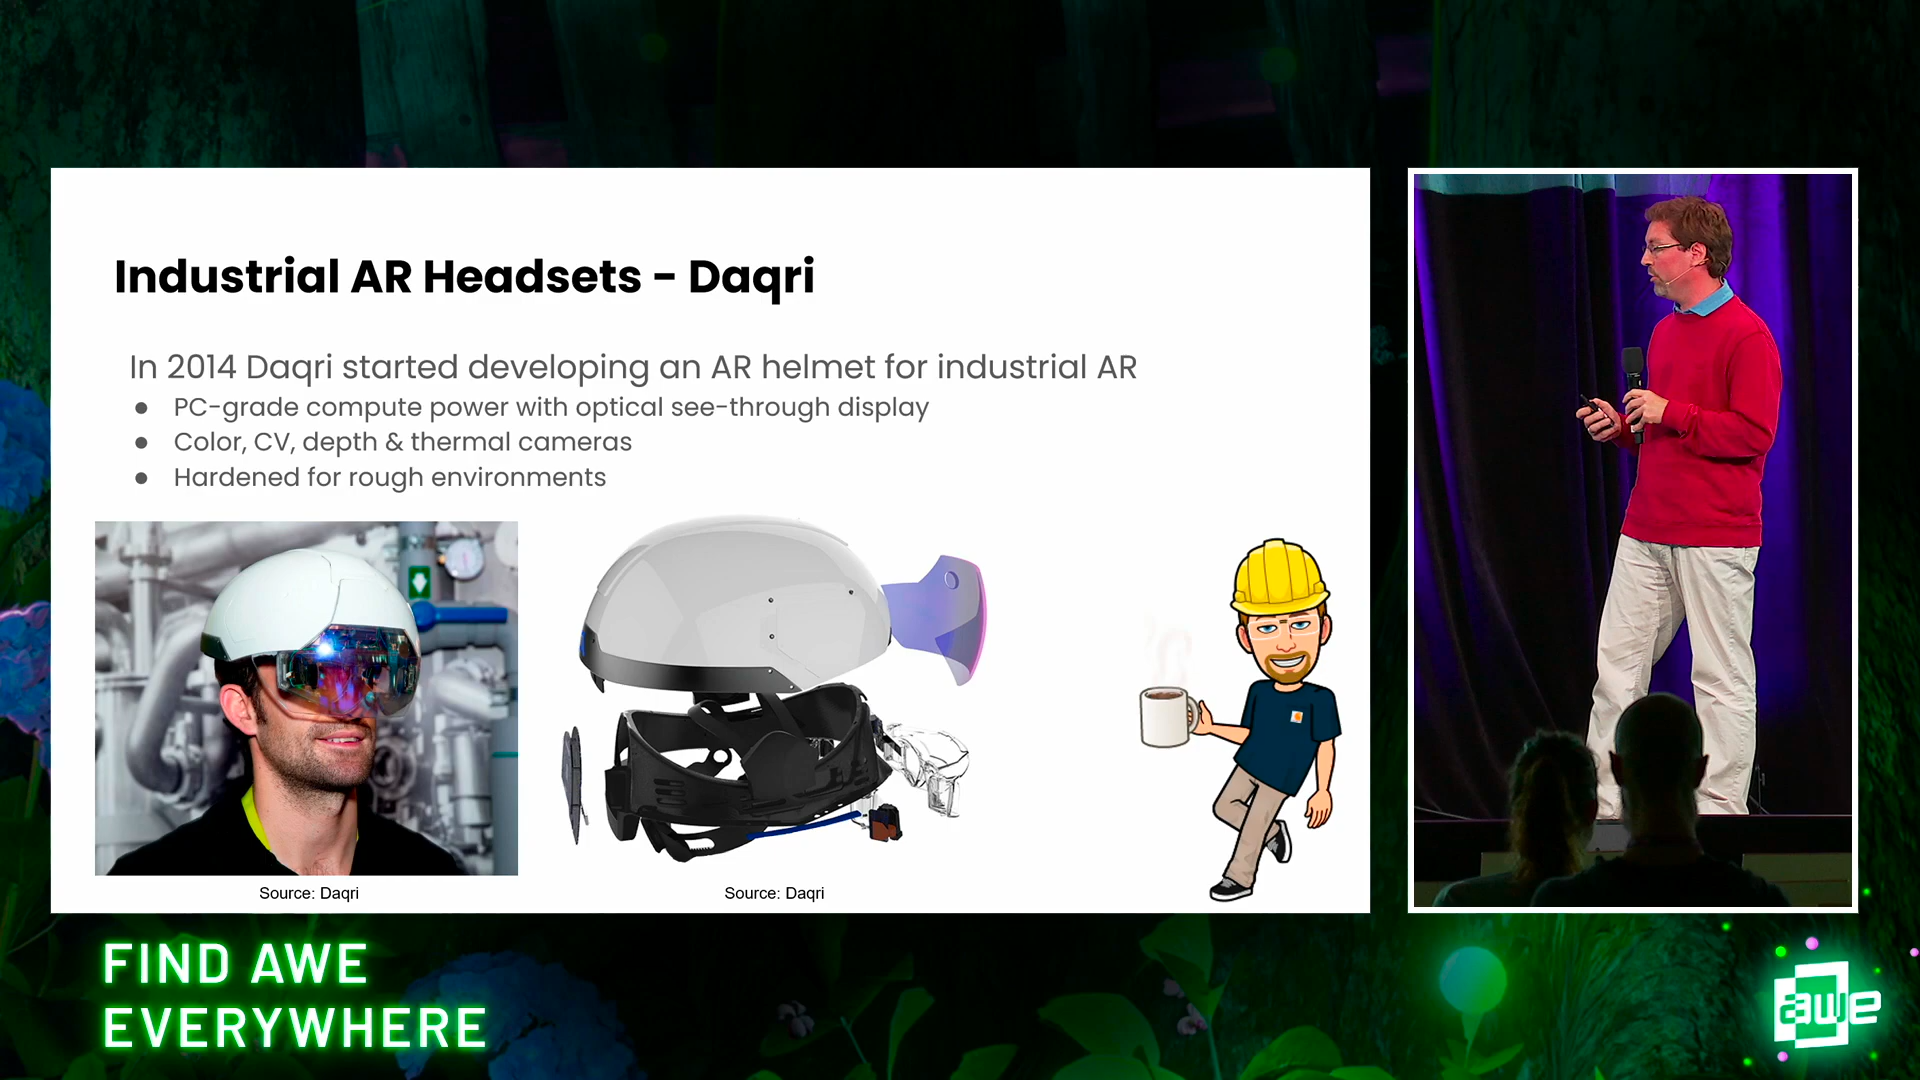 Industrial AR Headsets - Daqri
In 2014 Daqri started developing an AR helmet for industrial AR
● PC-grade compute power with optical see-through display
● Color, CV, depth & thermal cameras
● Hardened for rough environments
Source: Daqri
Source: Daqri
FIND AWE
EVERYWHERE
awe